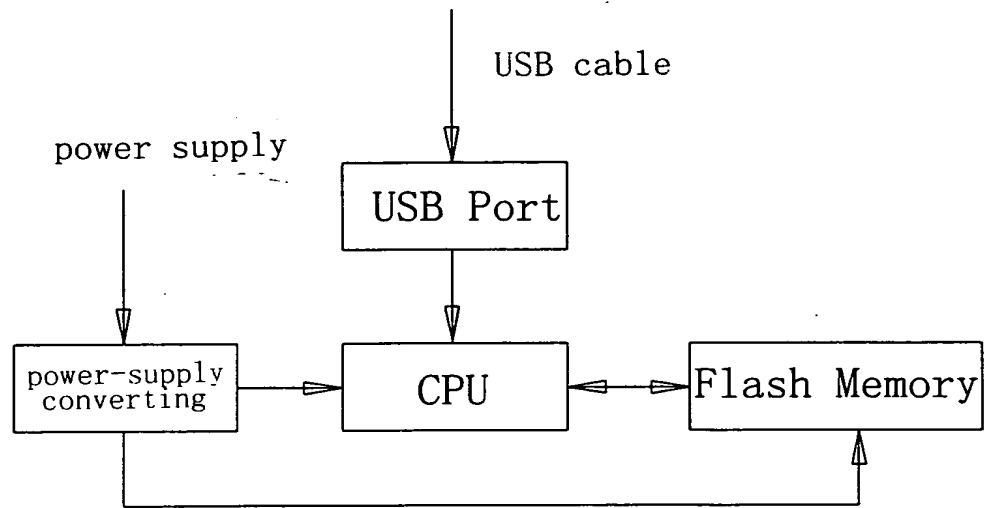 USB cable
power supply
USB Port
power-supply
converting
CPU
Flash Memory